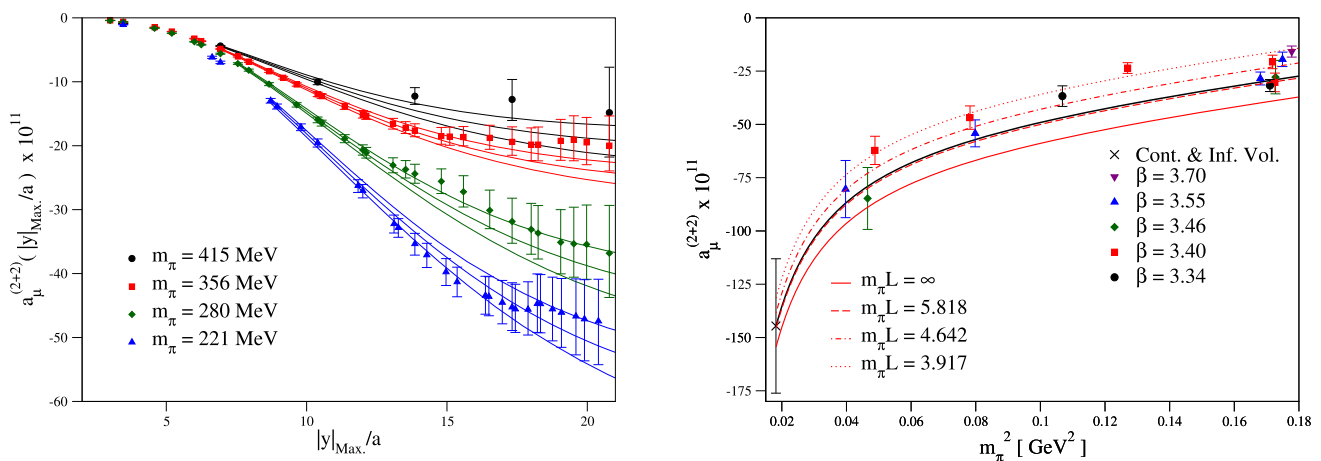 0
-10
-20
-30
-40
-50
-60
5
10
15
20
a_μ^(2+2)( |y|_Max./a ) x 10^11
|y|_Max./a
m_π = 415 MeV
m_π = 356 MeV
m_π = 280 MeV
m_π = 221 MeV
0
-25
-50
-75
-100
-125
-150
-175
0.02
0.04
0.06
0.08
0.10
0.12
0.14
0.16
0.18
a_μ^(2+2) x 10^11
m_π^2 [ GeV^2 ]
Cont. & Inf. Vol.
β = 3.70
β = 3.55
β = 3.46
β = 3.40
β = 3.34
m_πL = ∞
m_πL = 5.818
m_πL = 4.642
m_πL = 3.917